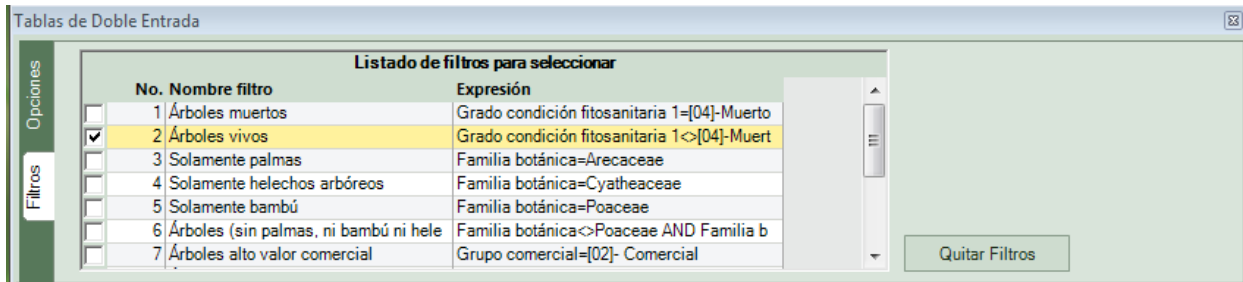 Tablas de Doble Entrada
Opciones
Filtros
Listado de filtros para seleccionar
No. Nombre filtro Expresión
1 Árboles muertos Grado condición fitosanitaria 1=[04]-Muerto
2 Árboles vivos Grado condición fitosanitaria 1<>[04]-Muert
3 Solamente palmas Familia botánica=Arecaceae
4 Solamente helechos arbóreos Familia botánica=Cyatheaceae
5 Solamente bambú Familia botánica=Poaceae
6 Árboles (sin palmas, ni bambú ni hele Familia botánica<>Poaceae AND Familia b
7 Árboles alto valor comercial Grupo comercial=[02]- Comercial
Quitar Filtros